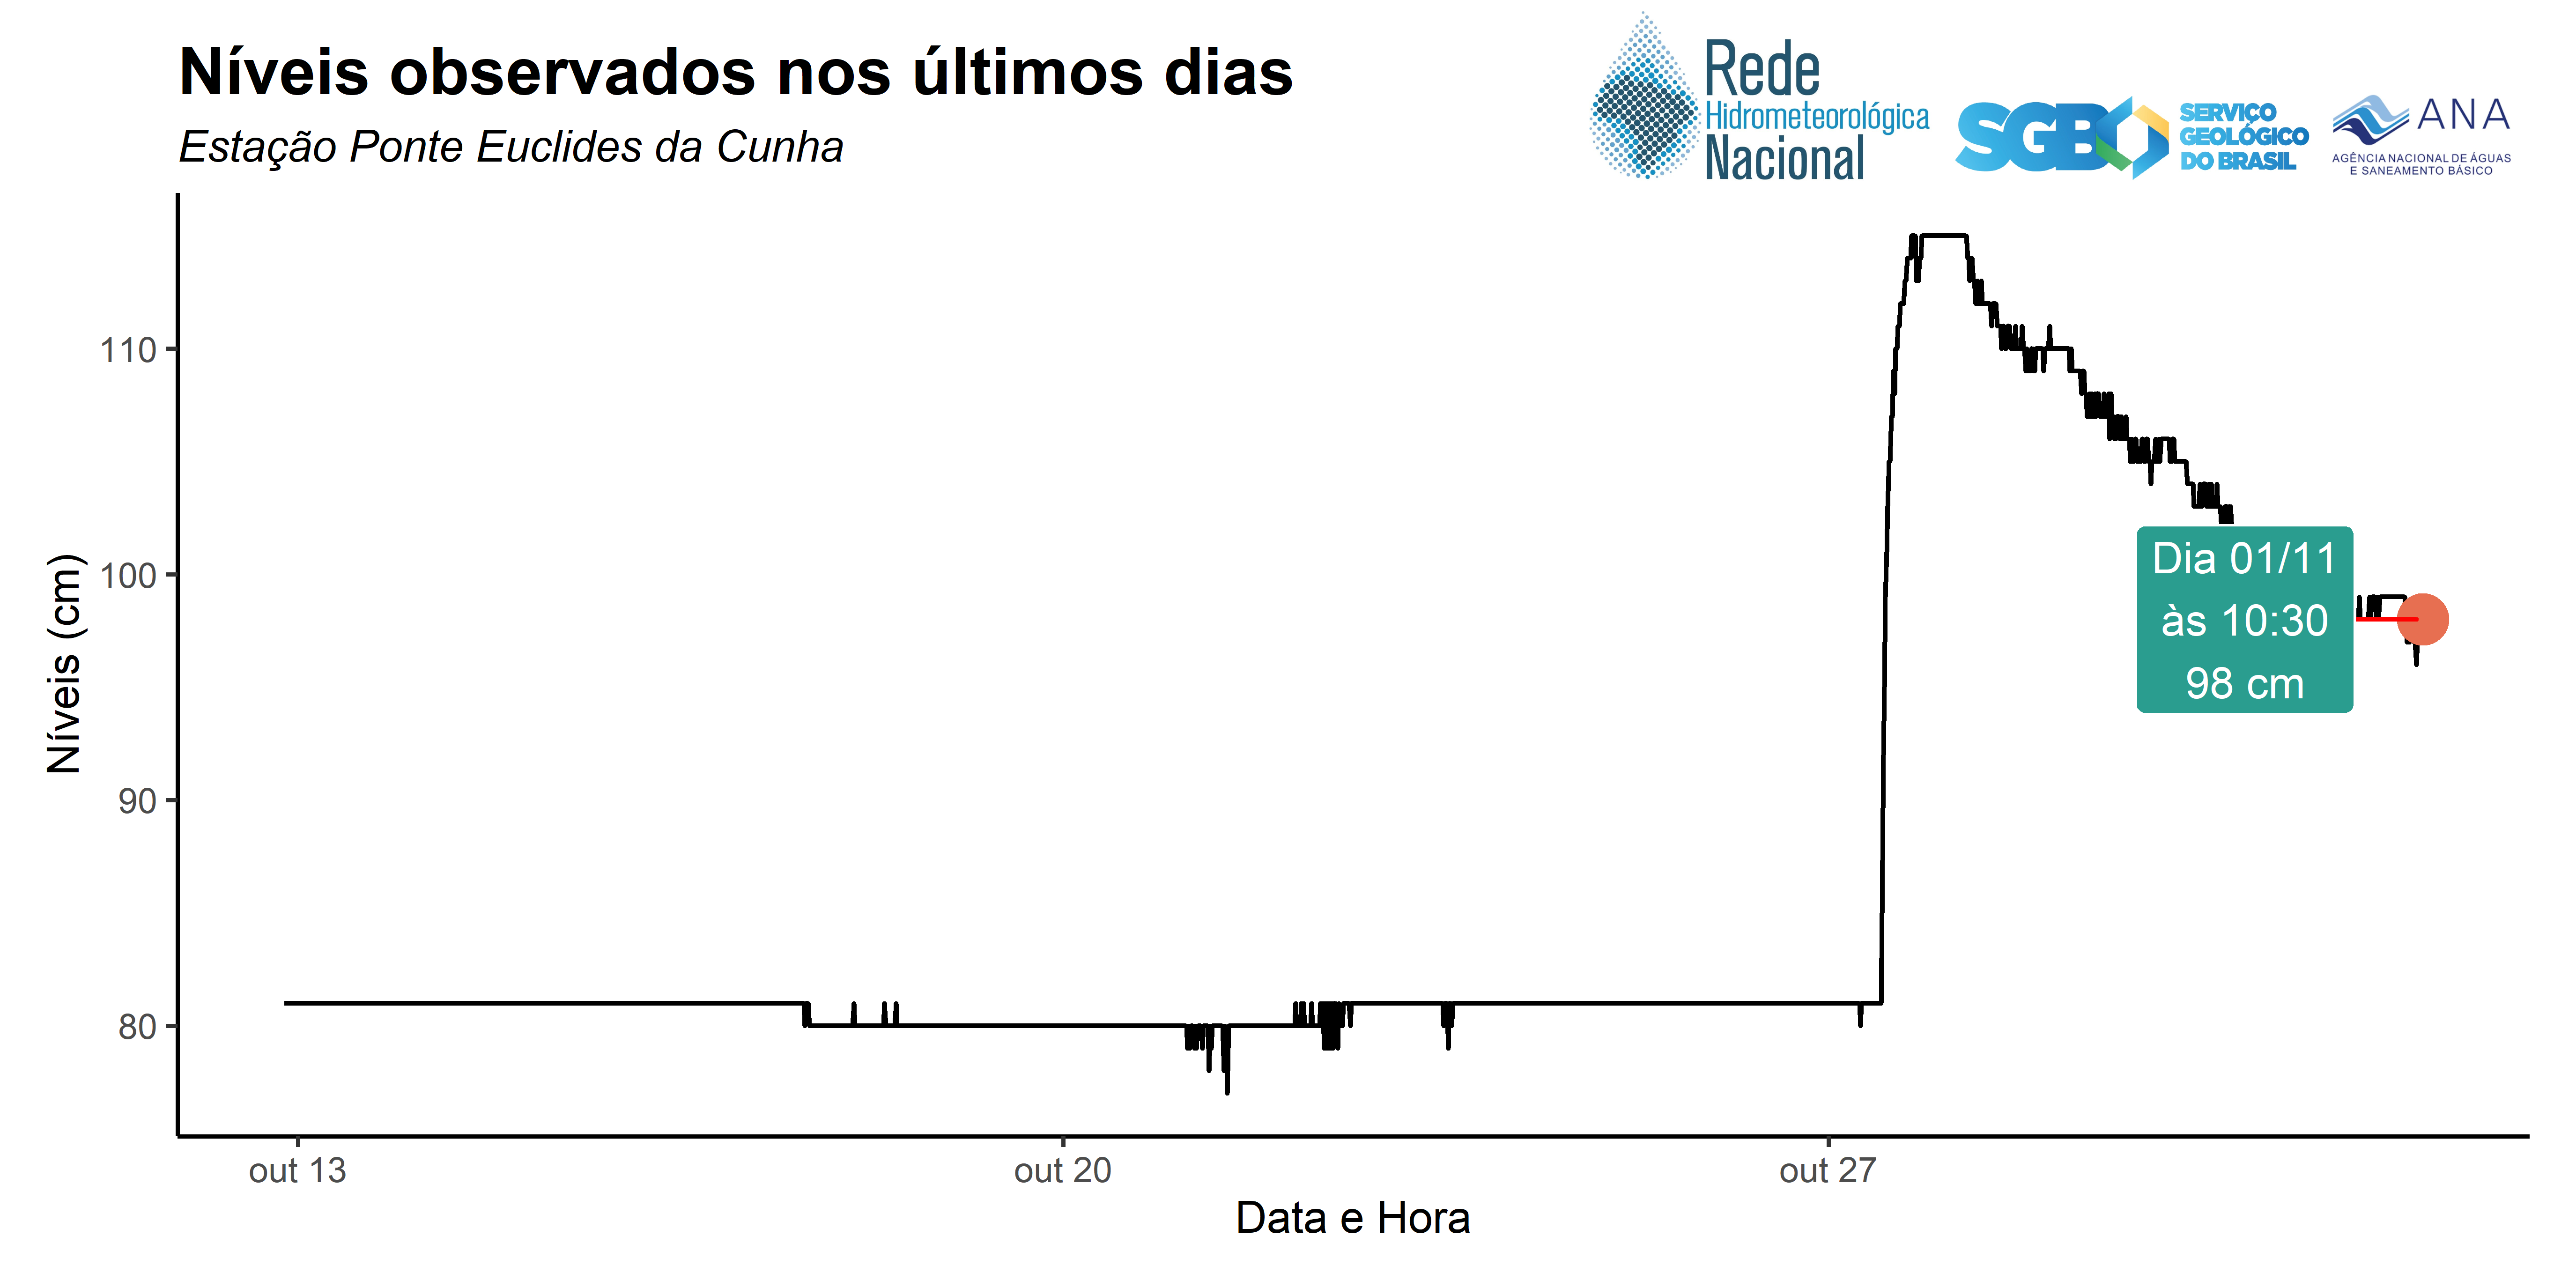 Níveis observados nos últimos dias
Estação Ponte Euclides da Cunha
Rede
Hidrometeorológica
Nacional
SGB
SERVIÇO
GEOLÓGICO
DO BRASIL
ANA
AGÊNCIA NACIONAL DE ÁGUAS
E SANEAMENTO BÁSICO
Níveis (cm)
110
100
90
80
Dia 01/11
às 10:30
98 cm
out 13
out 20
out 27
Data e Hora